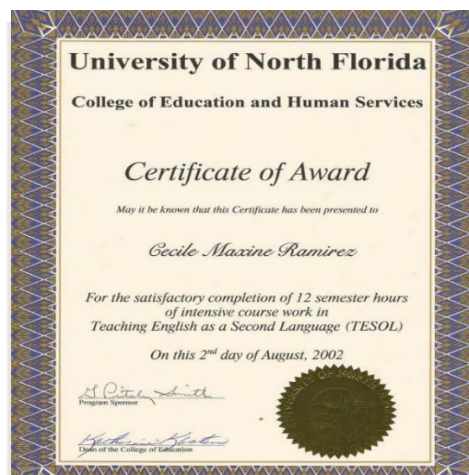 University of North Florida
College of Education and Human Services
Certificate of Award
May it be known that this Certificate has been presented to
Cecile Maxine Ramirez
For the satisfactory completion of 12 semester hours
of intensive course work in
Teaching English as a Second Language (TESOL)
On this 2nd day of August, 2002
Smith
Program Sponsor
Dean of the College of Education